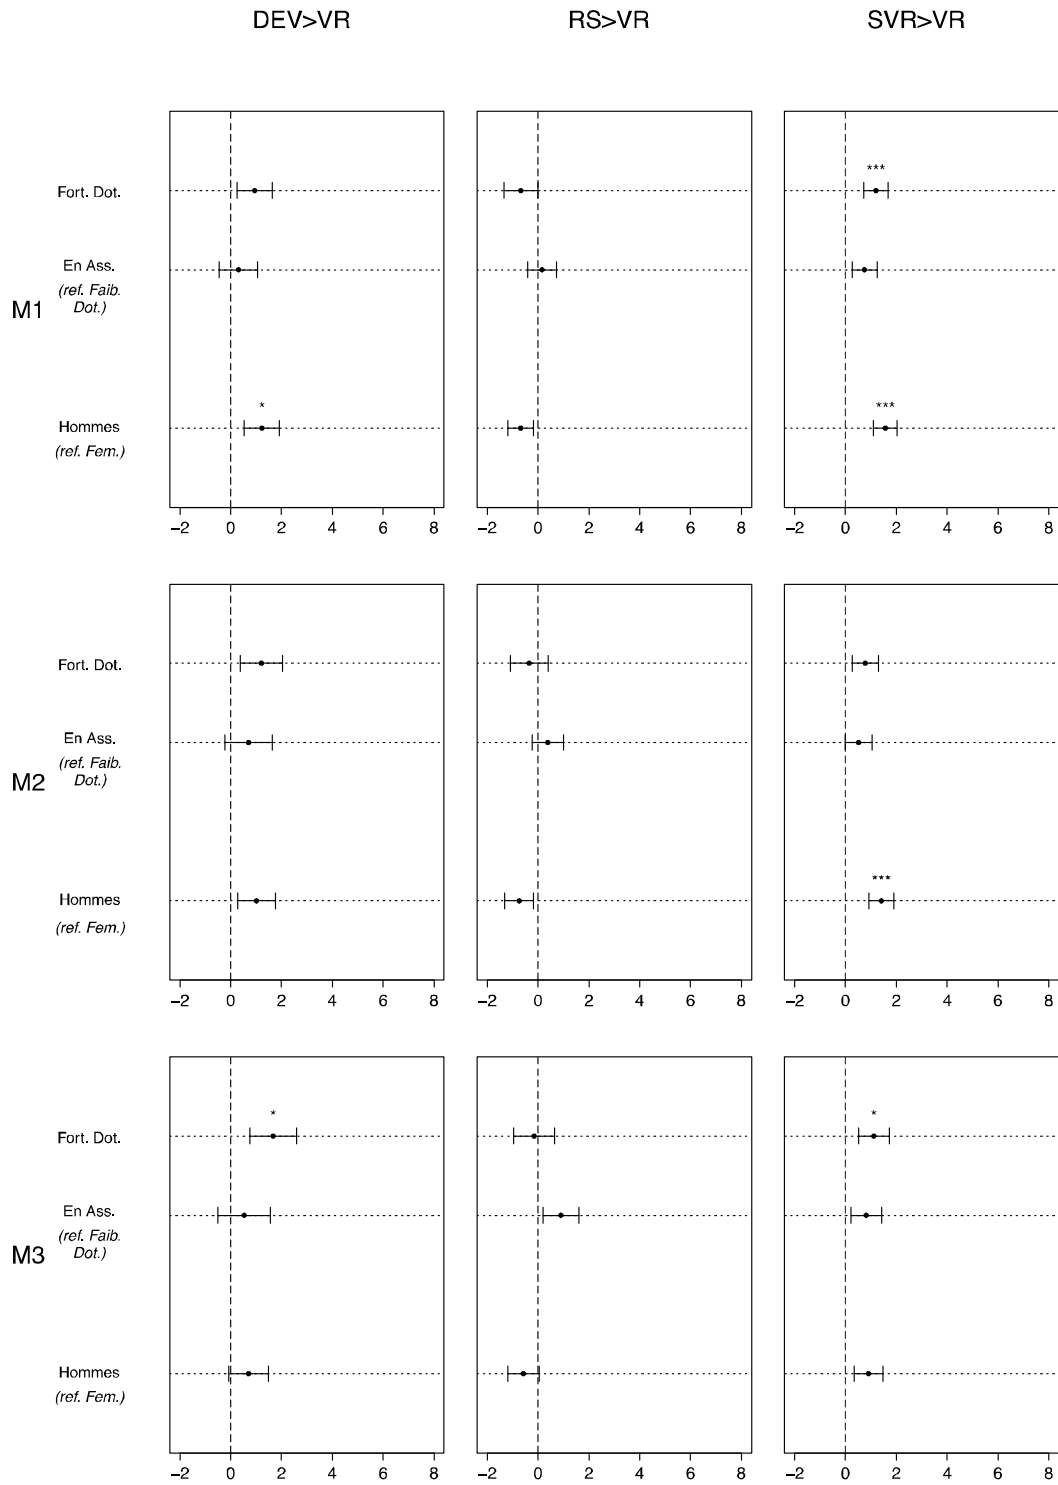 DEV>VR RS>VR SVR>VR
***
Fort. Dot.
En Ass.
(ref. Faib.
Dot.)
M1
* ***
Hommes
(ref. Fem.)
−2 0 2 4 6 8 −2 0 2 4 6 8 −2 0 2 4 6 8
Fort. Dot.
En Ass.
(ref. Faib.
Dot.)
M2
***
Hommes
(ref. Fem.)
−2 0 2 4 6 8 −2 0 2 4 6 8 −2 0 2 4 6 8
* *
Fort. Dot.
En Ass.
(ref. Faib.
Dot.)
M3
Hommes
(ref. Fem.)
−2 0 2 4 6 8 −2 0 2 4 6 8 −2 0 2 4 6 8